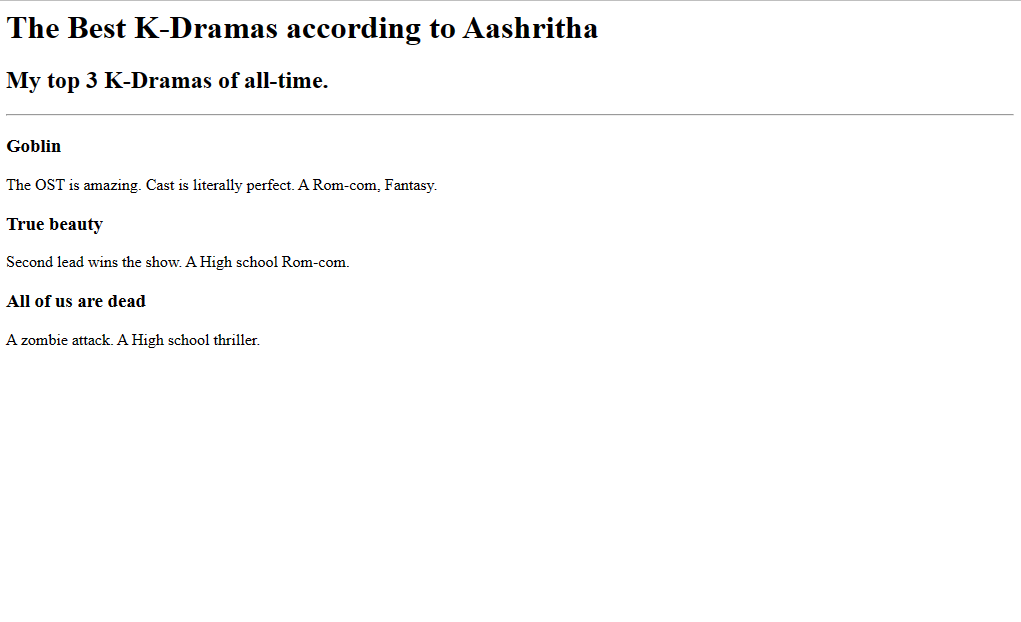 The Best K-Dramas according to Aashritha
My top 3 K-Dramas of all-time.
Goblin
The OST is amazing. Cast is literally perfect. A Rom-com, Fantasy.
True beauty
Second lead wins the show. A High school Rom-com.
All of us are dead
A zombie attack. A High school thriller.